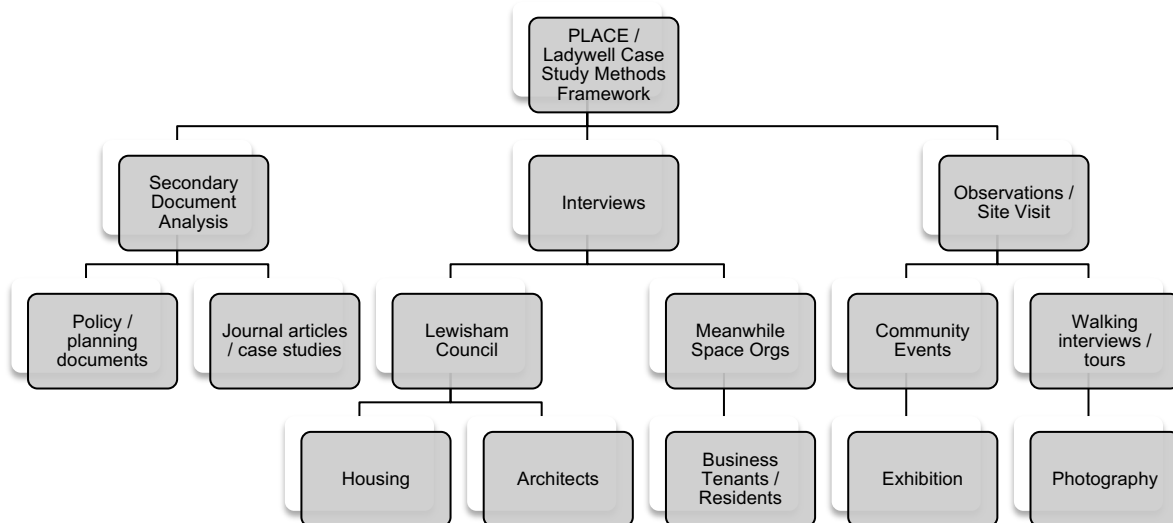 PLACE /
Ladywell Case
Study Methods
Framework
Secondary
Document
Analysis
Interviews
Observations /
Site Visit
Policy /
planning
documents
Journal articles
/ case studies
Lewisham
Council
Meanwhile
Space Orgs
Community
Events
Walking
interviews /
tours
Housing
Architects
Business
Tenants /
Residents
Exhibition
Photography